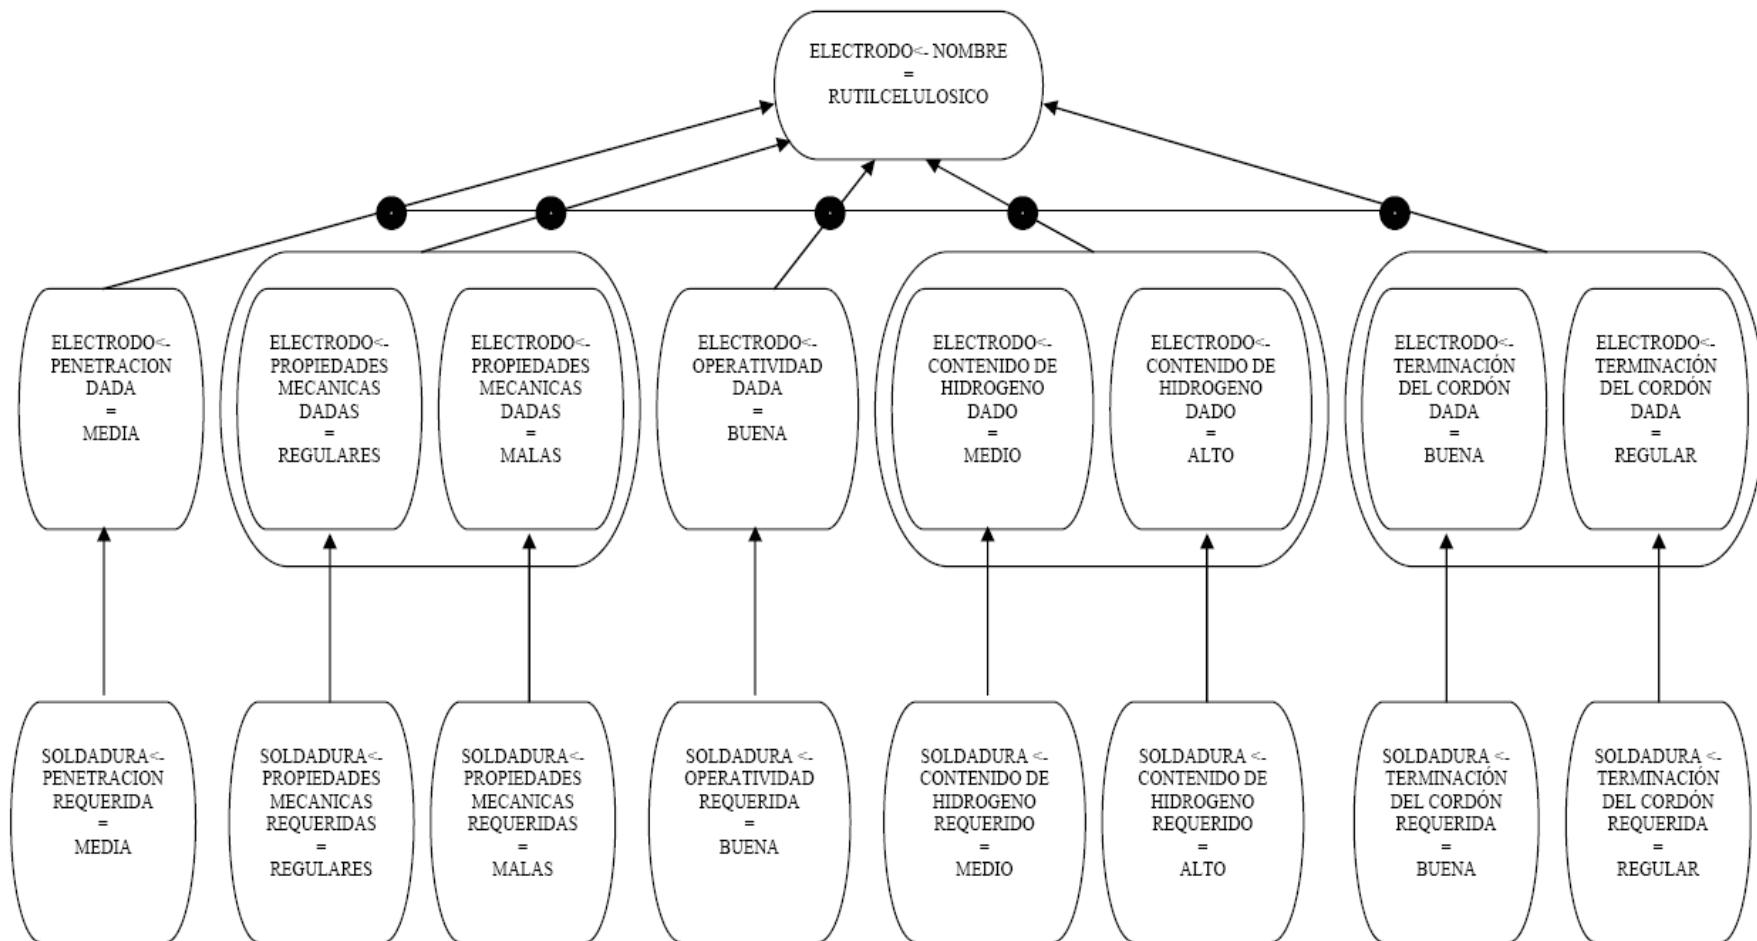 ELECTRODO<- NOMBRE
=
RUTILCELULOSICO
ELECTRODO<-
PENETRACION
DADA
=
MEDIA
ELECTRODO<-
PROPIEDADES
MECANICAS
DADAS
=
REGULARES
ELECTRODO<-
PROPIEDADES
MECANICAS
DADAS
=
MALAS
ELECTRODO<-
OPERATIVIDAD
DADA
=
BUENA
ELECTRODO<-
CONTENIDO DE
HIDROGENO
DADO
=
MEDIO
ELECTRODO<-
CONTENIDO DE
HIDROGENO
DADO
=
ALTO
ELECTRODO<-
TERMINACIÓN
DEL CORDÓN
DADA
=
BUENA
ELECTRODO<-
TERMINACIÓN
DEL CORDÓN
DADA
=
REGULAR
SOLDADURA<-
PENETRACION
REQUERIDA
=
MEDIA
SOLDADURA<-
PROPIEDADES
MECANICAS
REQUERIDAS
=
REGULARES
SOLDADURA<-
PROPIEDADES
MECANICAS
REQUERIDAS
=
MALAS
SOLDADURA <-
OPERATIVIDAD
REQUERIDA
=
BUENA
SOLDADURA <-
CONTENIDO DE
HIDROGENO
REQUERIDO
=
MEDIO
SOLDADURA <-
CONTENIDO DE
HIDROGENO
REQUERIDO
=
ALTO
SOLDADURA <-
TERMINACIÓN
DEL CORDÓN
REQUERIDA
=
BUENA
SOLDADURA <-
TERMINACIÓN
DEL CORDÓN
REQUERIDA
=
REGULAR